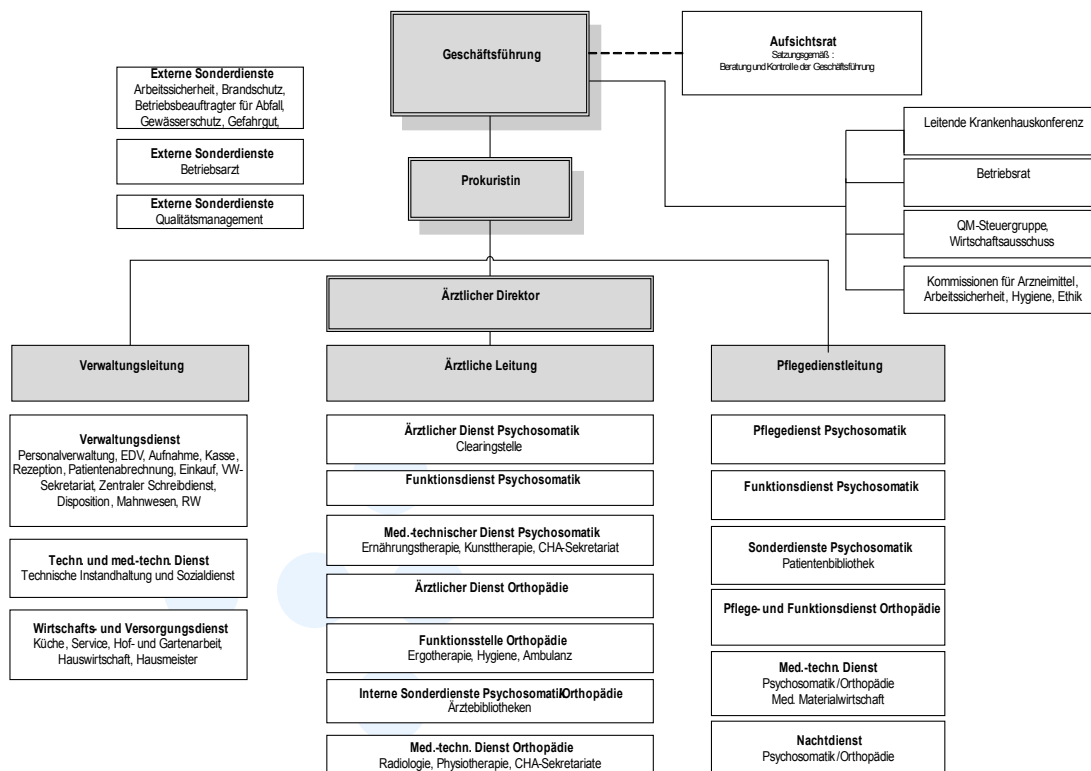 Geschäftsführung
Aufsichtsrat
Satzungsgemäß :
Beratung und Kontrolle der Geschäftsführung
Externe Sonderdienste
Arbeitssicherheit, Brandschutz,
Betriebsbeauftragter für Abfall,
Gewässerschutz, Gefahrgut,
Externe Sonderdienste
Betriebsarzt
Externe Sonderdienste
Qualitätsmanagement
Prokuristin
Leitende Krankenhauskonferenz
Betriebsrat
QM-Steuergruppe,
Wirtschaftsausschuss
Kommissionen für Arzneimittel,
Arbeitssicherheit, Hygiene, Ethik
Ärztlicher Direktor
Verwaltungsleitung
Ärztliche Leitung
Pflegedienstleitung
Verwaltungsdienst
Personalverwaltung, EDV, Aufnahme, Kasse,
Rezeption, Patientenabrechnung, Einkauf, VW-
Sekretariat, Zentraler Schreibdienst,
Disposition, Mahnwesen, RW
Techn. und med.-techn. Dienst
Technische Instandhaltung und Sozialdienst
Wirtschafts- und Versorgungsdienst
Küche, Service, Hof- und Gartenarbeit,
Hauswirtschaft, Hausmeister
Ärztlicher Dienst Psychosomatik
Clearingstelle
Funktionsdienst Psychosomatik
Med.-technischer Dienst Psychosomatik
Ernährungstherapie, Kunsttherapie, CHA-Sekretariat
Ärztlicher Dienst Orthopädie
Funktionsstelle Orthopädie
Ergotherapie, Hygiene, Ambulanz
Interne Sonderdienste Psychosomatik/Orthopädie
Ärztebibliotheken
Med.-techn. Dienst Orthopädie
Radiologie, Physiotherapie, CHA-Sekretariate
Pflegedienst Psychosomatik
Funktionsdienst Psychosomatik
Sonderdienste Psychosomatik
Patientenbibliothek
Pflege- und Funktionsdienst Orthopädie
Med.-techn. Dienst
Psychosomatik/Orthopädie
Med. Materialwirtschaft
Nachtdienst
Psychosomatik/Orthopädie